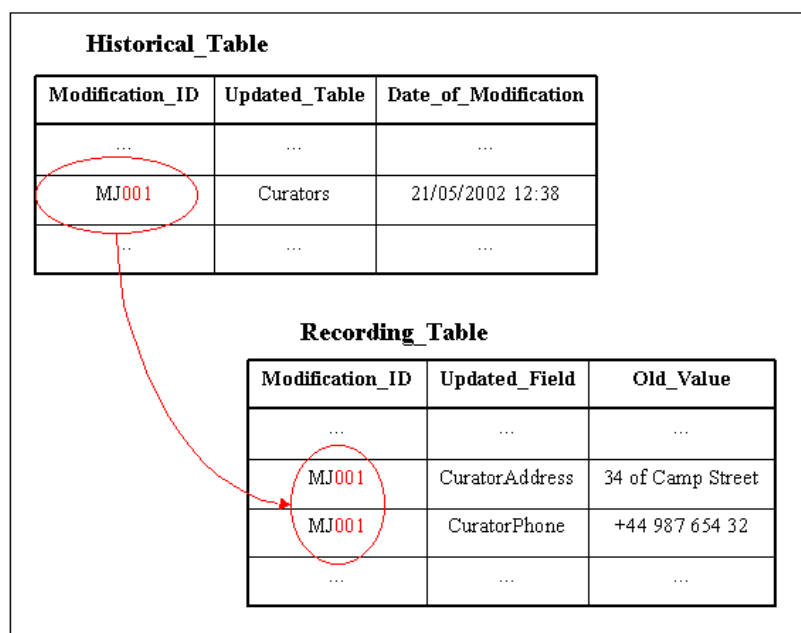 Historical_Table
Modification_ID Updated_Table Date_of_Modification
... ... ...
MJ001 Curators 21/05/2002 12:38
... ... ...
Recording_Table
Modification_ID Updated_Field Old_Value
... ... ...
MJ001 CuratorAddress 34 of Camp Street
MJ001 CuratorPhone +44 987 654 32
... ... ...